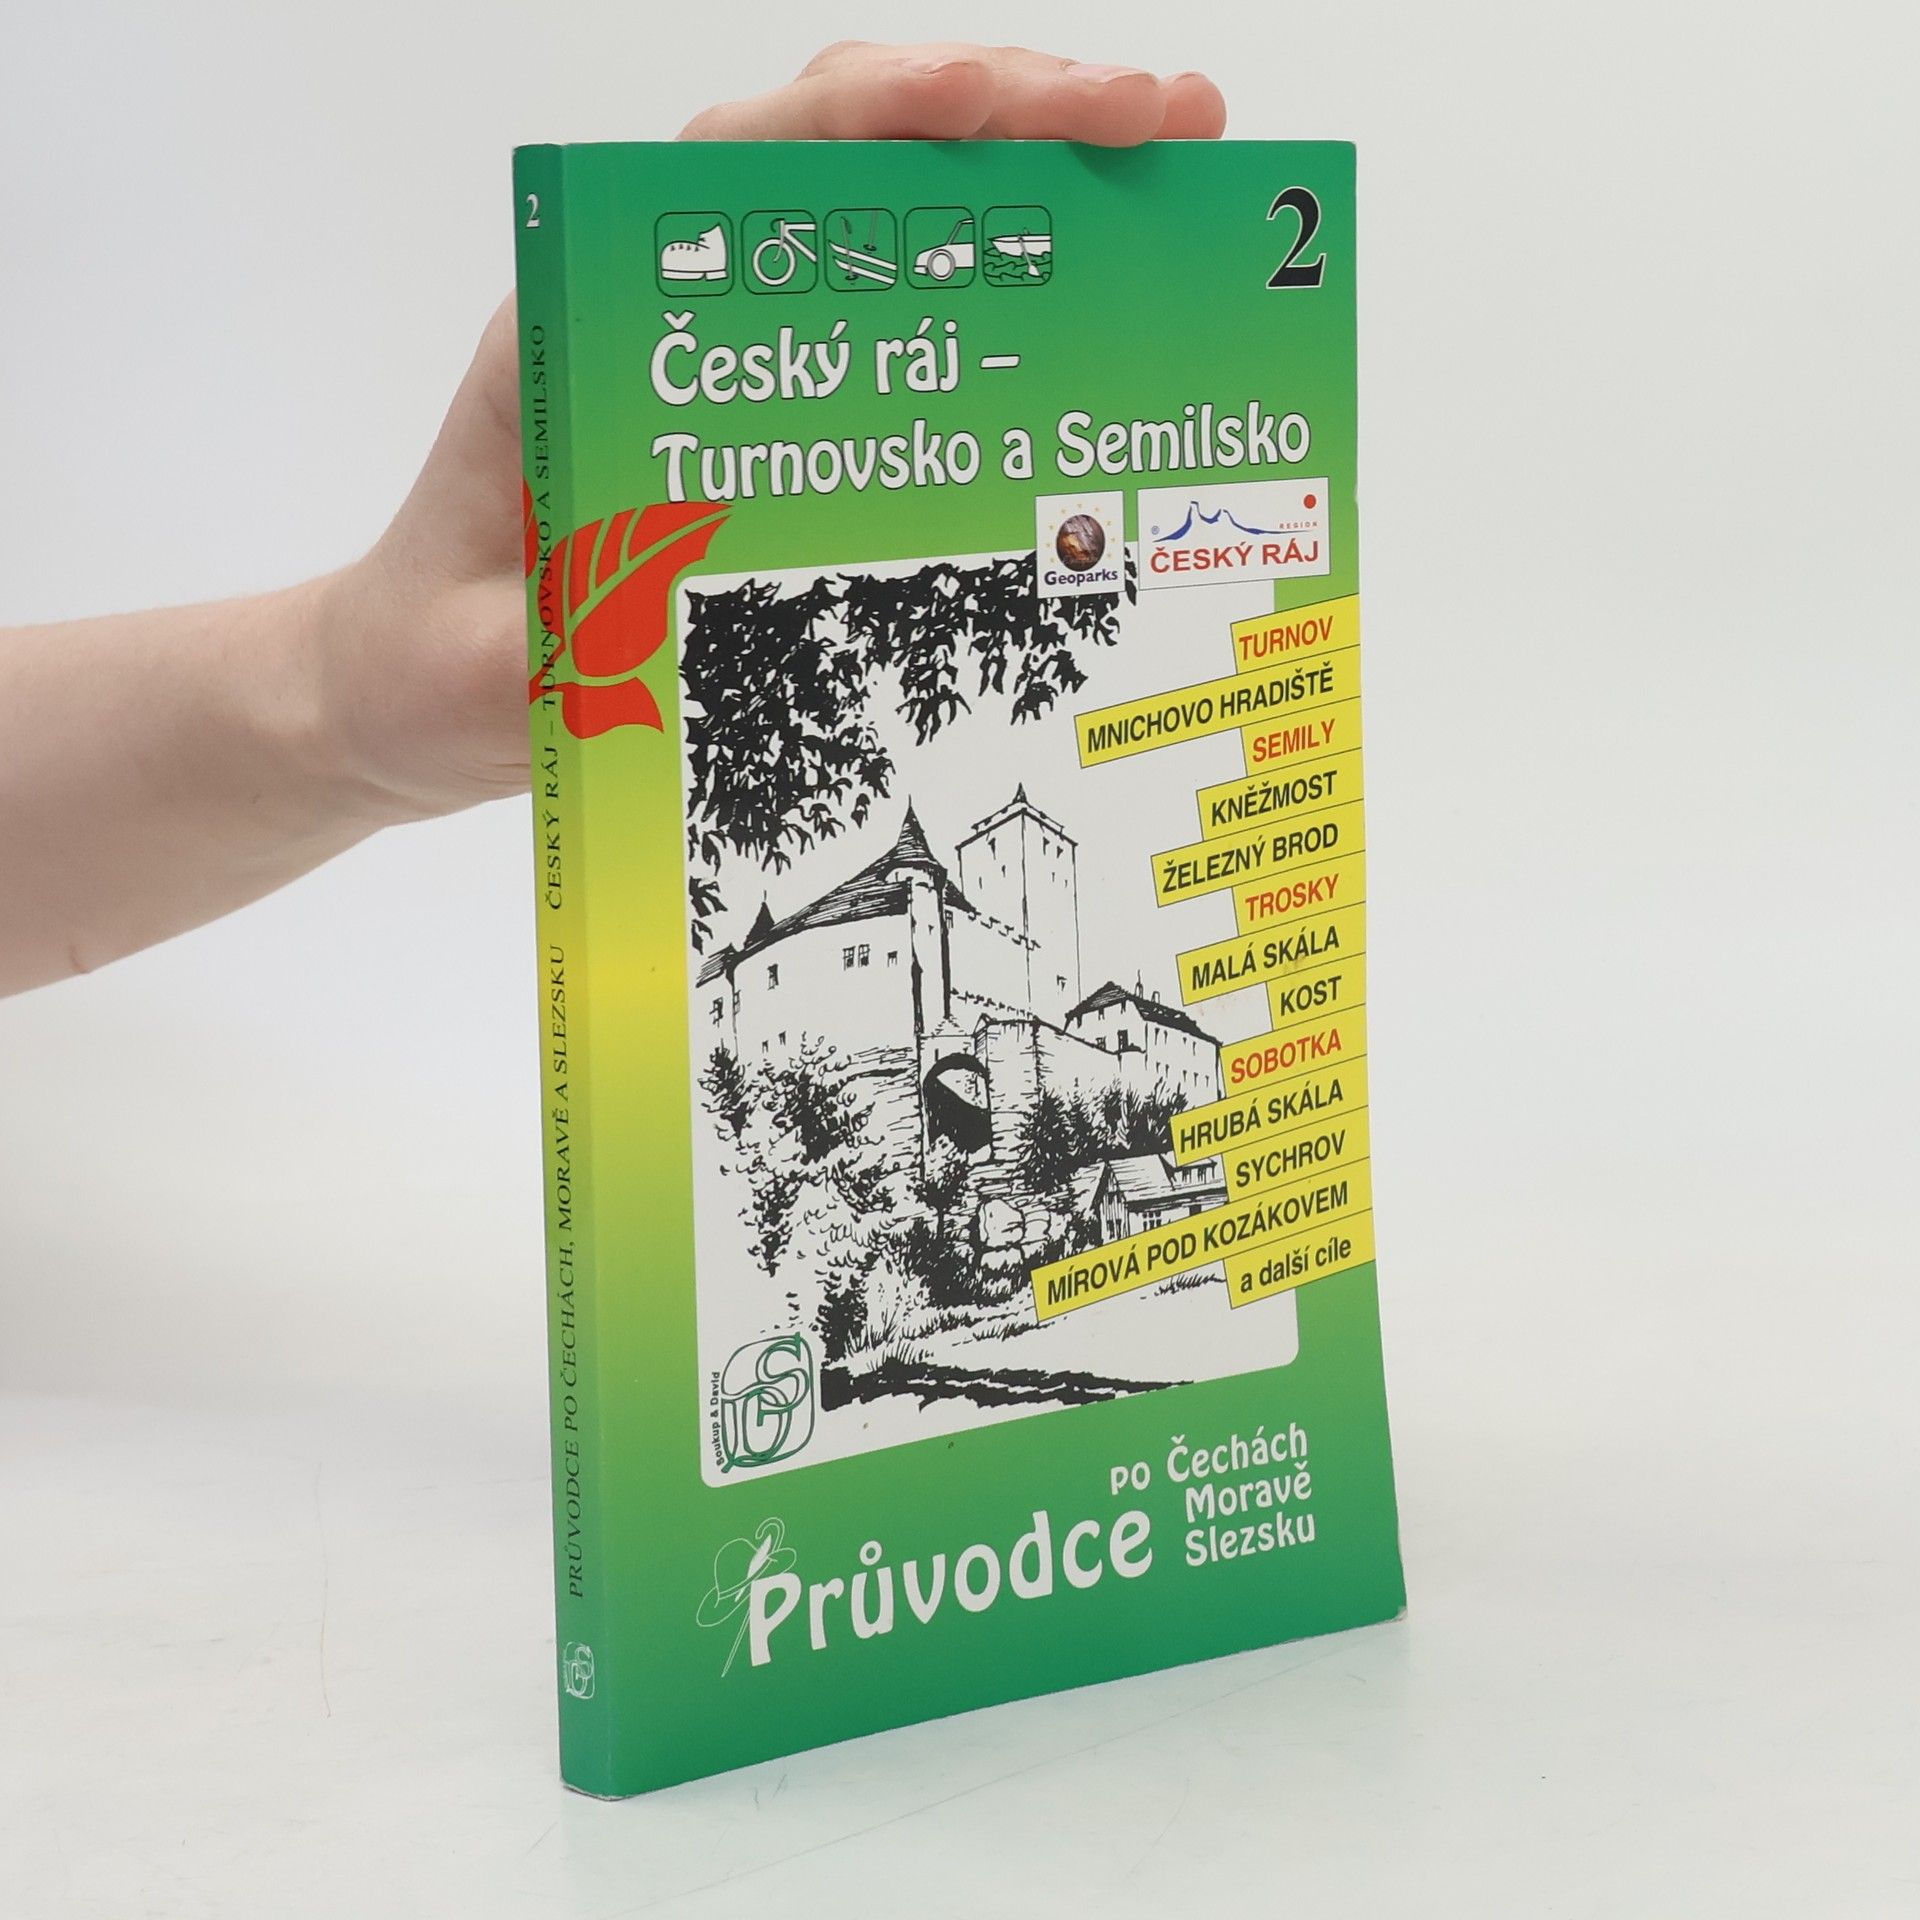 2
Český ráj –
Turnovsko a Semilsko
Geoparks
®
REGION
ČESKÝ RÁJ
TURNOV
MNICHOVO HRADIŠTĚ
SEMILY
KNĚŽMOST
ŽELEZNÝ BROD
TROSKY
MALÁ SKÁLA
KOST
SOBOTKA
HRUBÁ SKÁLA
SYCHROV
MÍROVÁ POD KOZÁKOVEM
a další cíle
Soukup & David
po Čechách
Moravě
Slezsku
Průvodce
2
PRŮVODCE PO ČECHÁCH, MORAVĚ A SLEZSKU ČESKÝ RÁJ – TURNOVSKO A SEMILSKO